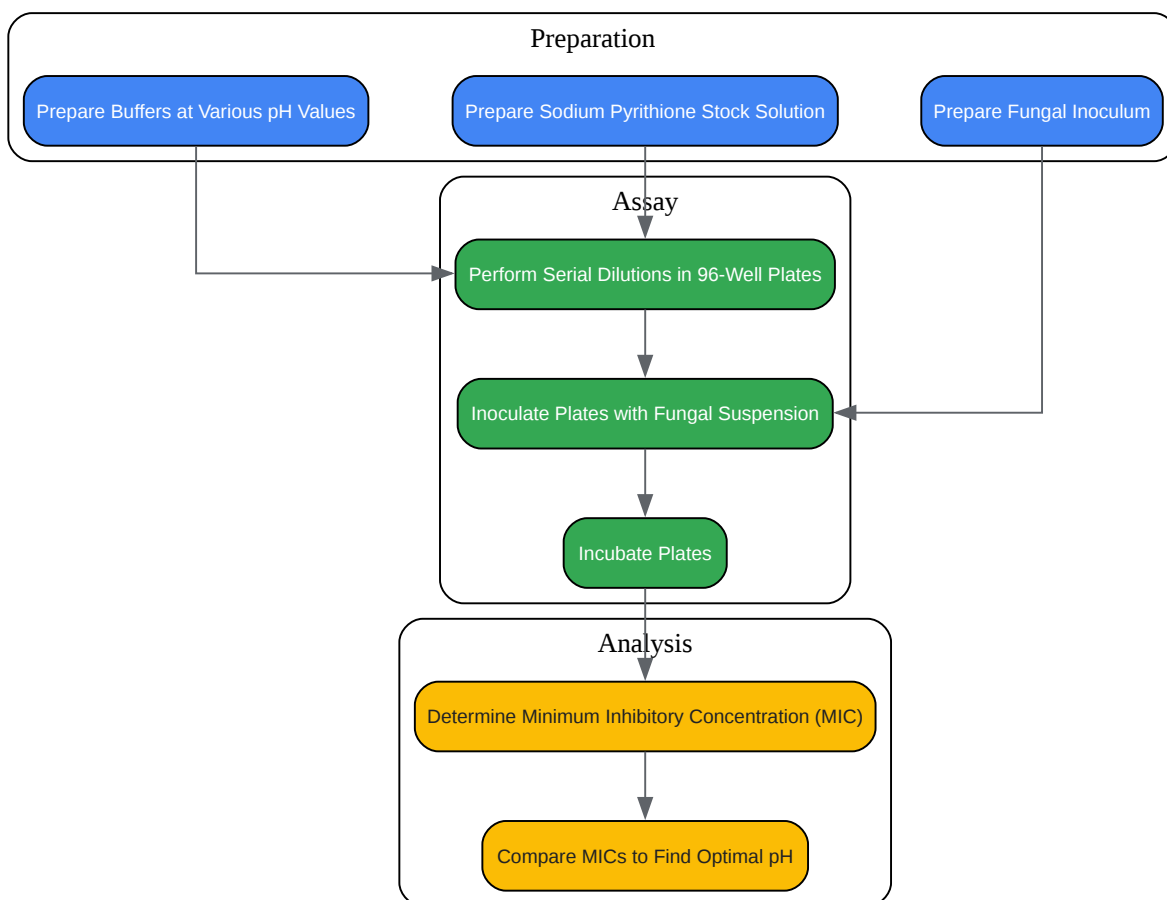 Preparation
Prepare Buffers at Various pH Values
Prepare Sodium Pyrithione Stock Solution
Prepare Fungal Inoculum
Assay
Perform Serial Dilutions in 96-Well Plates
Inoculate Plates with Fungal Suspension
Incubate Plates
Analysis
Determine Minimum Inhibitory Concentration (MIC)
Compare MICs to Find Optimal pH